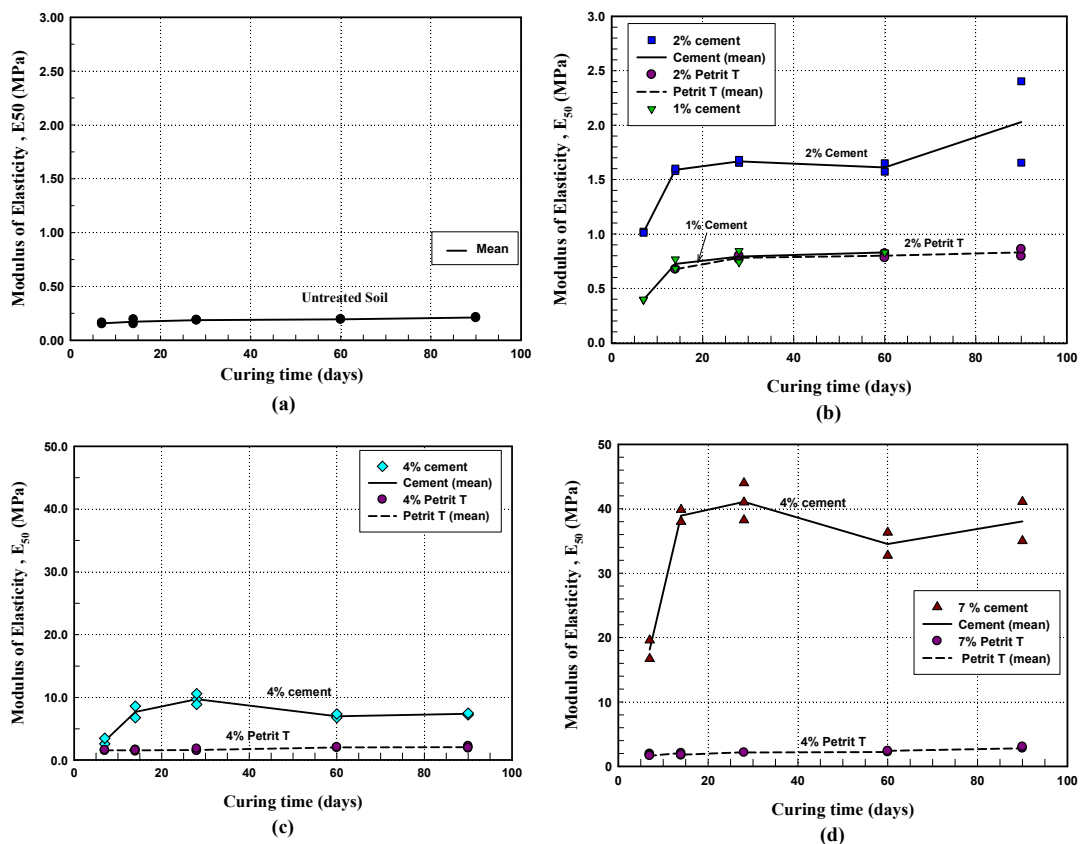 3.00
2.50
2.00
1.50
1.00
0.50
0.00
Modulus of Elasticity , E50 (MPa)
Mean
Untreated Soil
0 20 40 60 80 100
Curing time (days)
(a)
3.0
2.5
2.0
1.5
1.0
0.5
0.0
Modulus of Elasticity , E50 (MPa)
2% cement
Cement (mean)
2% Petrit T
Petrit T (mean)
1% cement
2% Cement
1% Cement
2% Petrit T
0 20 40 60 80 100
Curing time (days)
(b)
50.0
40.0
30.0
20.0
10.0
0.0
Modulus of Elasticity , E50 (MPa)
4% cement
Cement (mean)
4% Petrit T
Petrit T (mean)
4% cement
4% Petrit T
0 20 40 60 80 100
Curing time (days)
(c)
50
40
30
20
10
0
Modulus of Elasticity , E50 (MPa)
4% cement
7 % cement
Cement (mean)
7% Petrit T
Petrit T (mean)
4% Petrit T
0 20 40 60 80 100
Curing time (days)
(d)